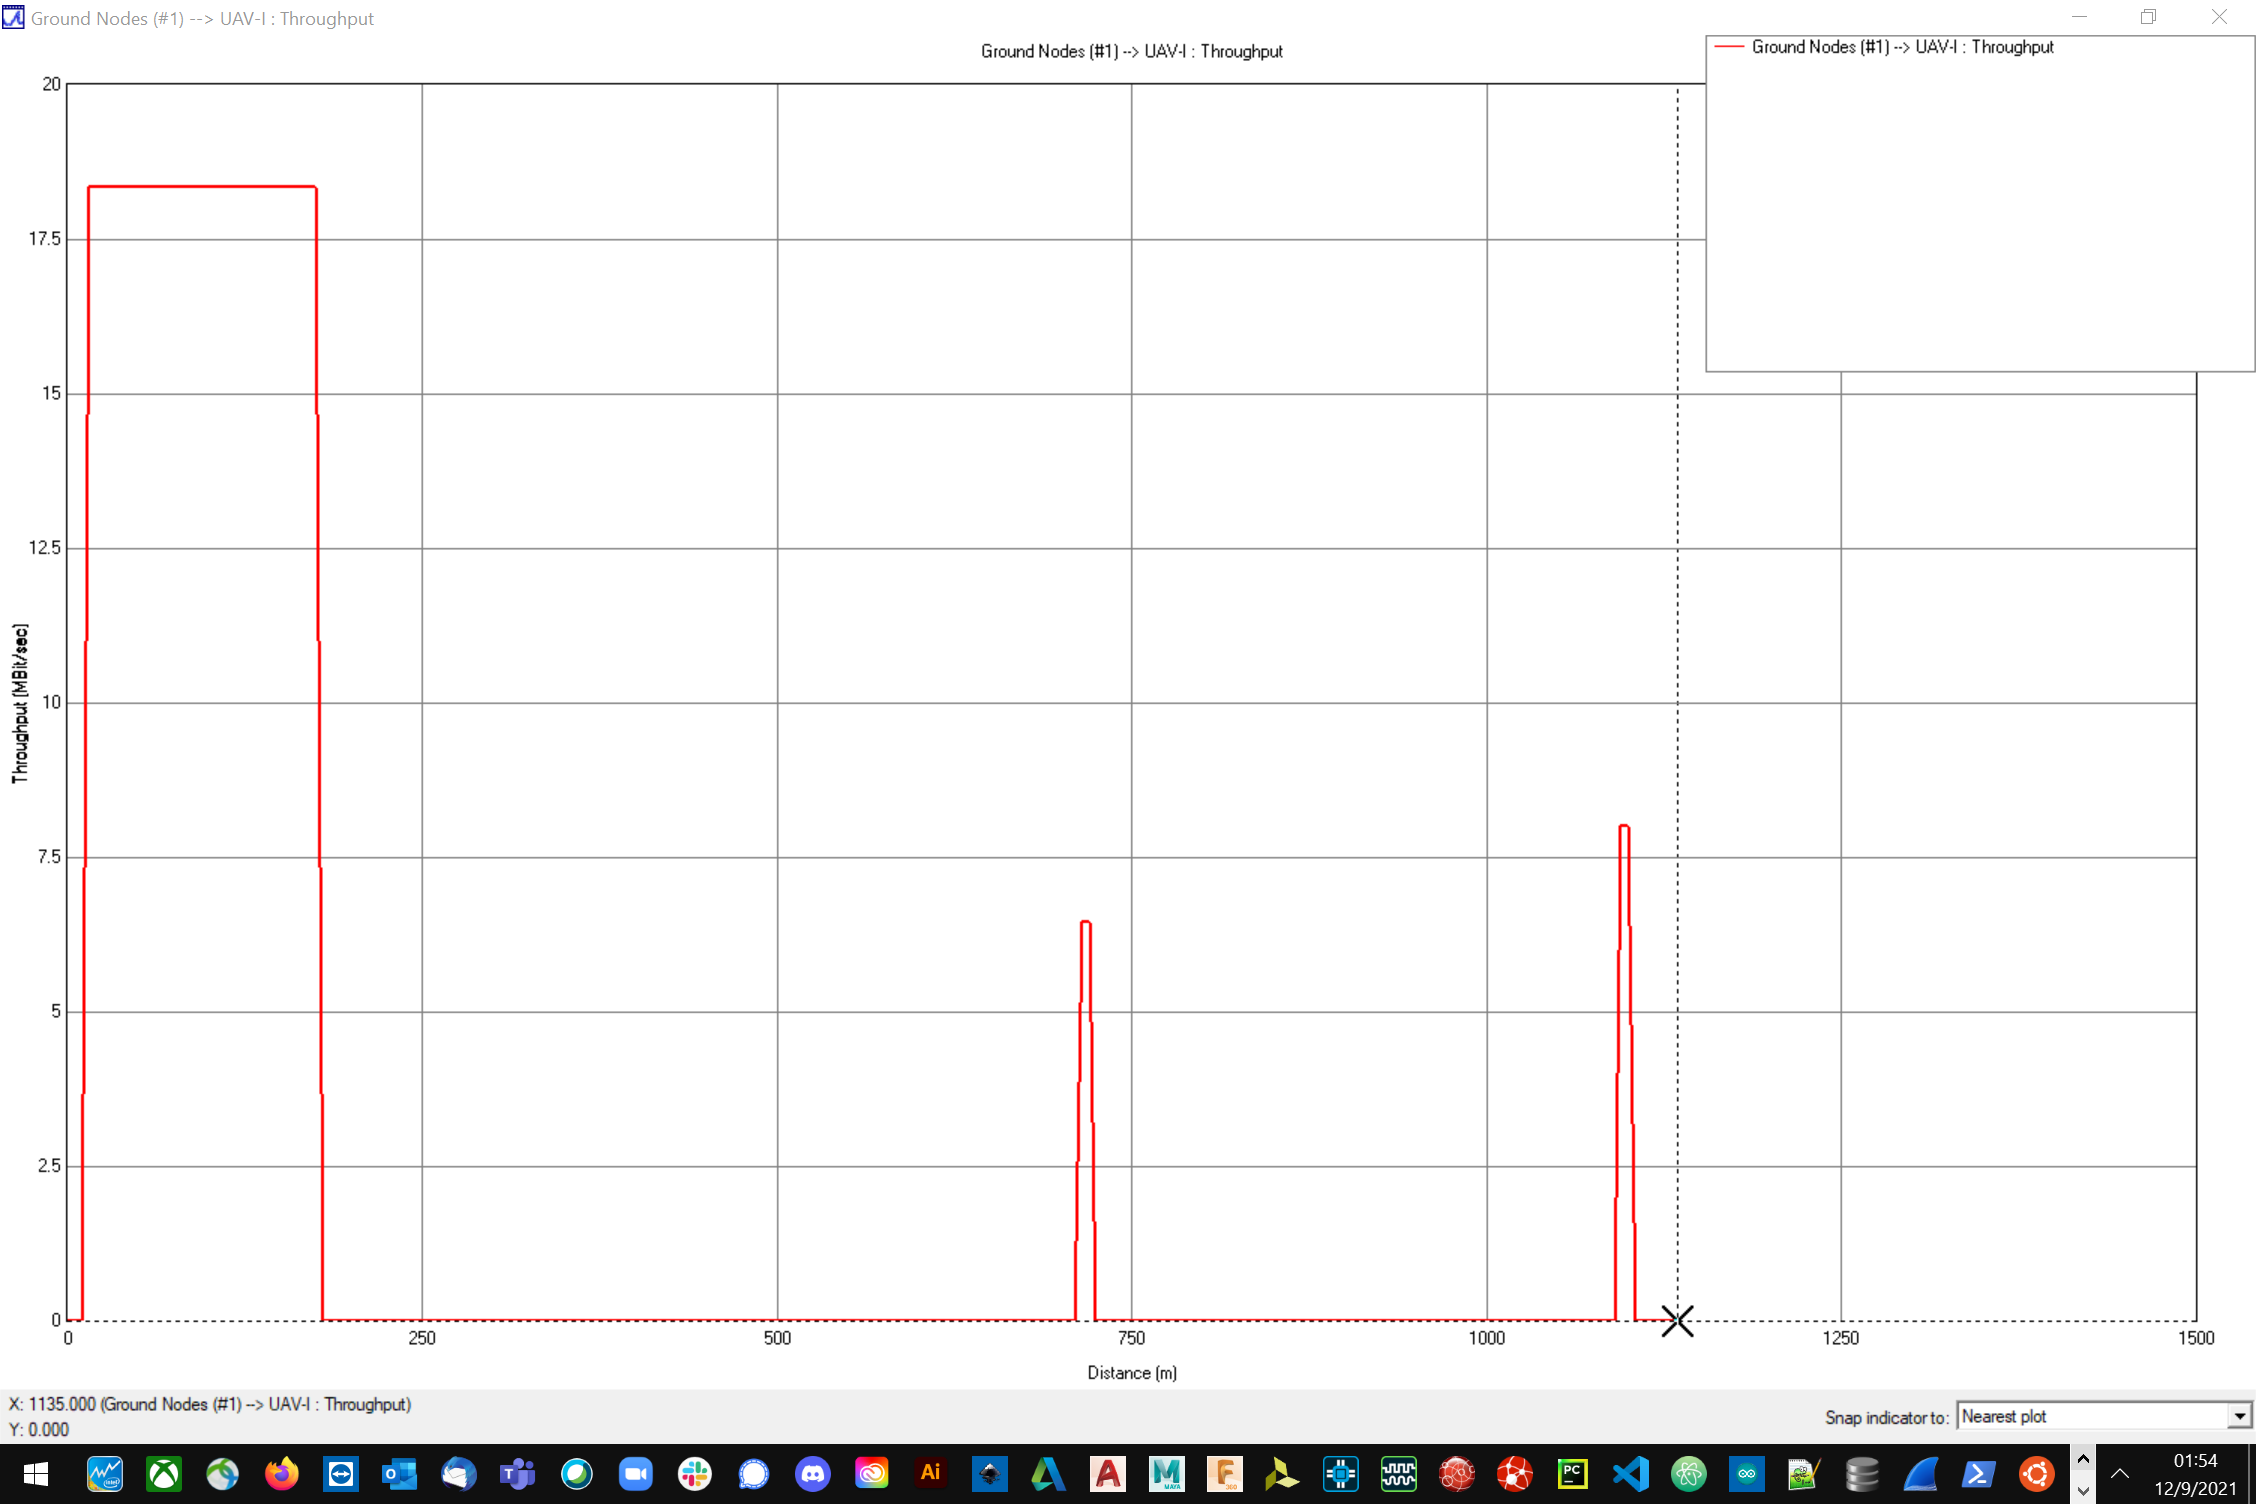 Ground Nodes (#1) --> UAV-I : Throughput
Ground Nodes (#1) --> UAV-I : Throughput
Ground Nodes (#1) --> UAV-I : Throughput
20
17.5
15
12.5
10
7.5
5
2.5
0
Throughput [MBit/sec]
0 250 500 750 1000 1250 1500
Distance [m]
X: 1135.000 (Ground Nodes (#1) --> UAV-I : Throughput)
Y: 0.000
Snap indicator to: Nearest plot
intel
Ai
MAYA
360
PC
01:54
12/9/2021